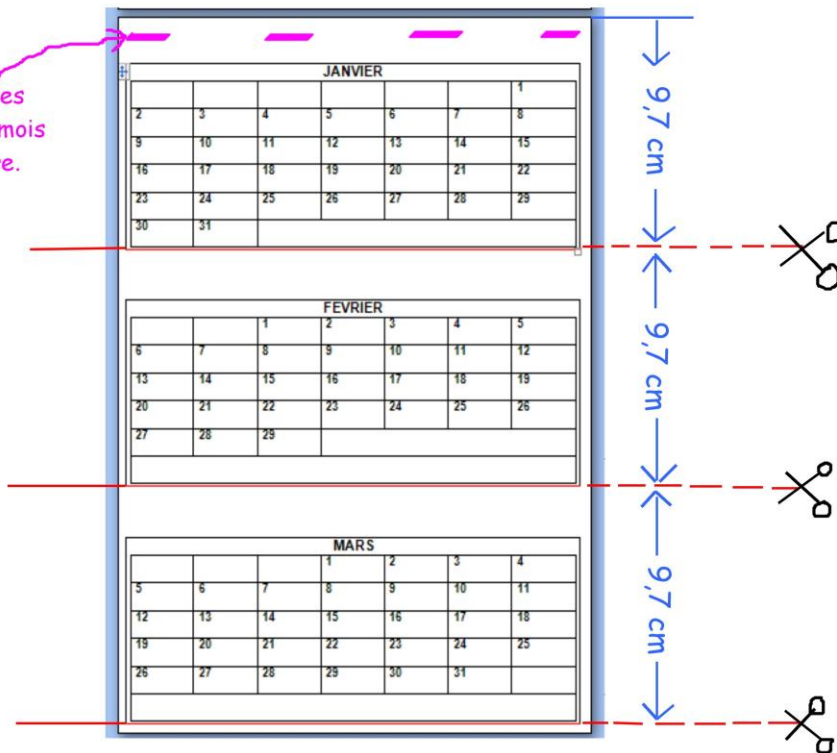 es
mois
e.
JANVIER
1
2 3 4 5 6 7 8
9 10 11 12 13 14 15
16 17 18 19 20 21 22
23 24 25 26 27 28 29
30 31
9,7 cm
FEVRIER
1 2 3 4 5
6 7 8 9 10 11 12
13 14 15 16 17 18 19
20 21 22 23 24 25 26
27 28 29
9,7 cm
MARS
1 2 3 4
5 6 7 8 9 10 11
12 13 14 15 16 17 18
19 20 21 22 23 24 25
26 27 28 29 30 31
9,7 cm